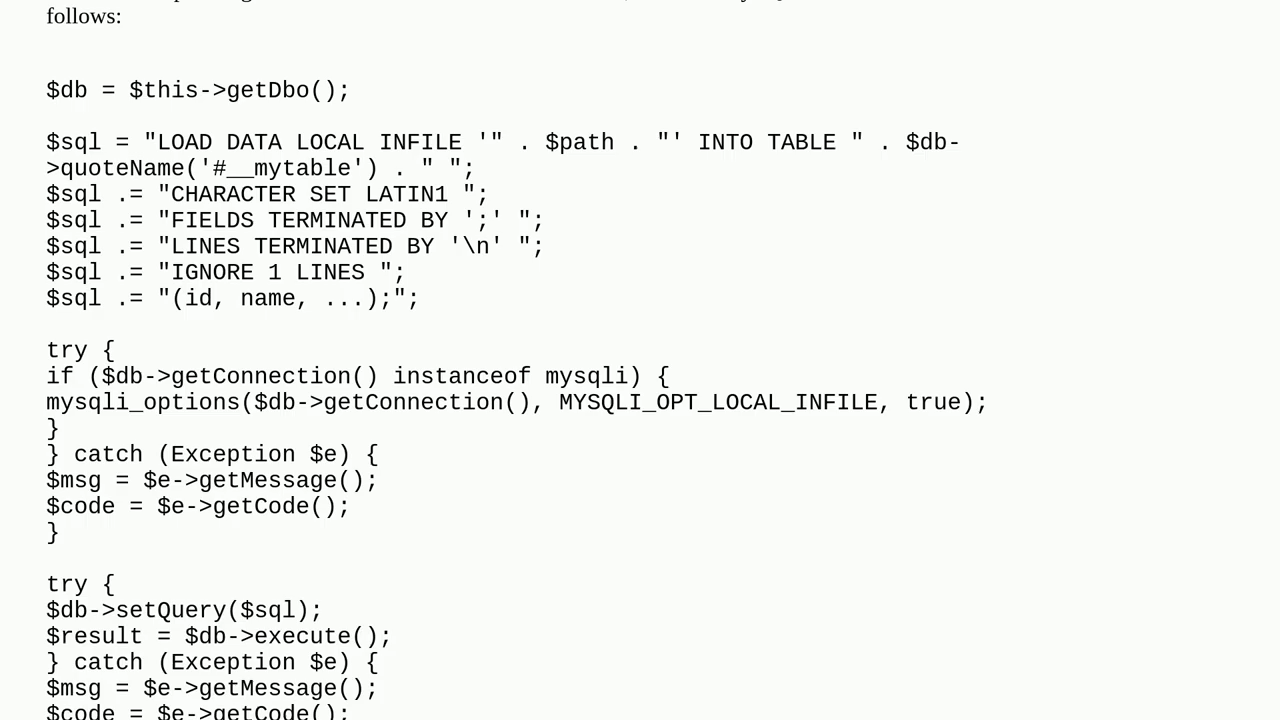 follows:
$db = $this->getDbo();
$sql = "LOAD DATA LOCAL INFILE '" . $path . "' INTO TABLE " . $db-
>quoteName('#__mytable') . " ";
$sql .= "CHARACTER SET LATIN1 ";
$sql .= "FIELDS TERMINATED BY ';' ";
$sql .= "LINES TERMINATED BY '\n' ";
$sql .= "IGNORE 1 LINES ";
$sql .= "(id, name, ...);";
try {
if ($db->getConnection() instanceof mysqli) {
mysqli_options($db->getConnection(), MYSQLI_OPT_LOCAL_INFILE, true);
}
} catch (Exception $e) {
$msg = $e->getMessage();
$code = $e->getCode();
}
try {
$db->setQuery($sql);
$result = $db->execute();
} catch (Exception $e) {
$msg = $e->getMessage();
$code = $e->getCode();